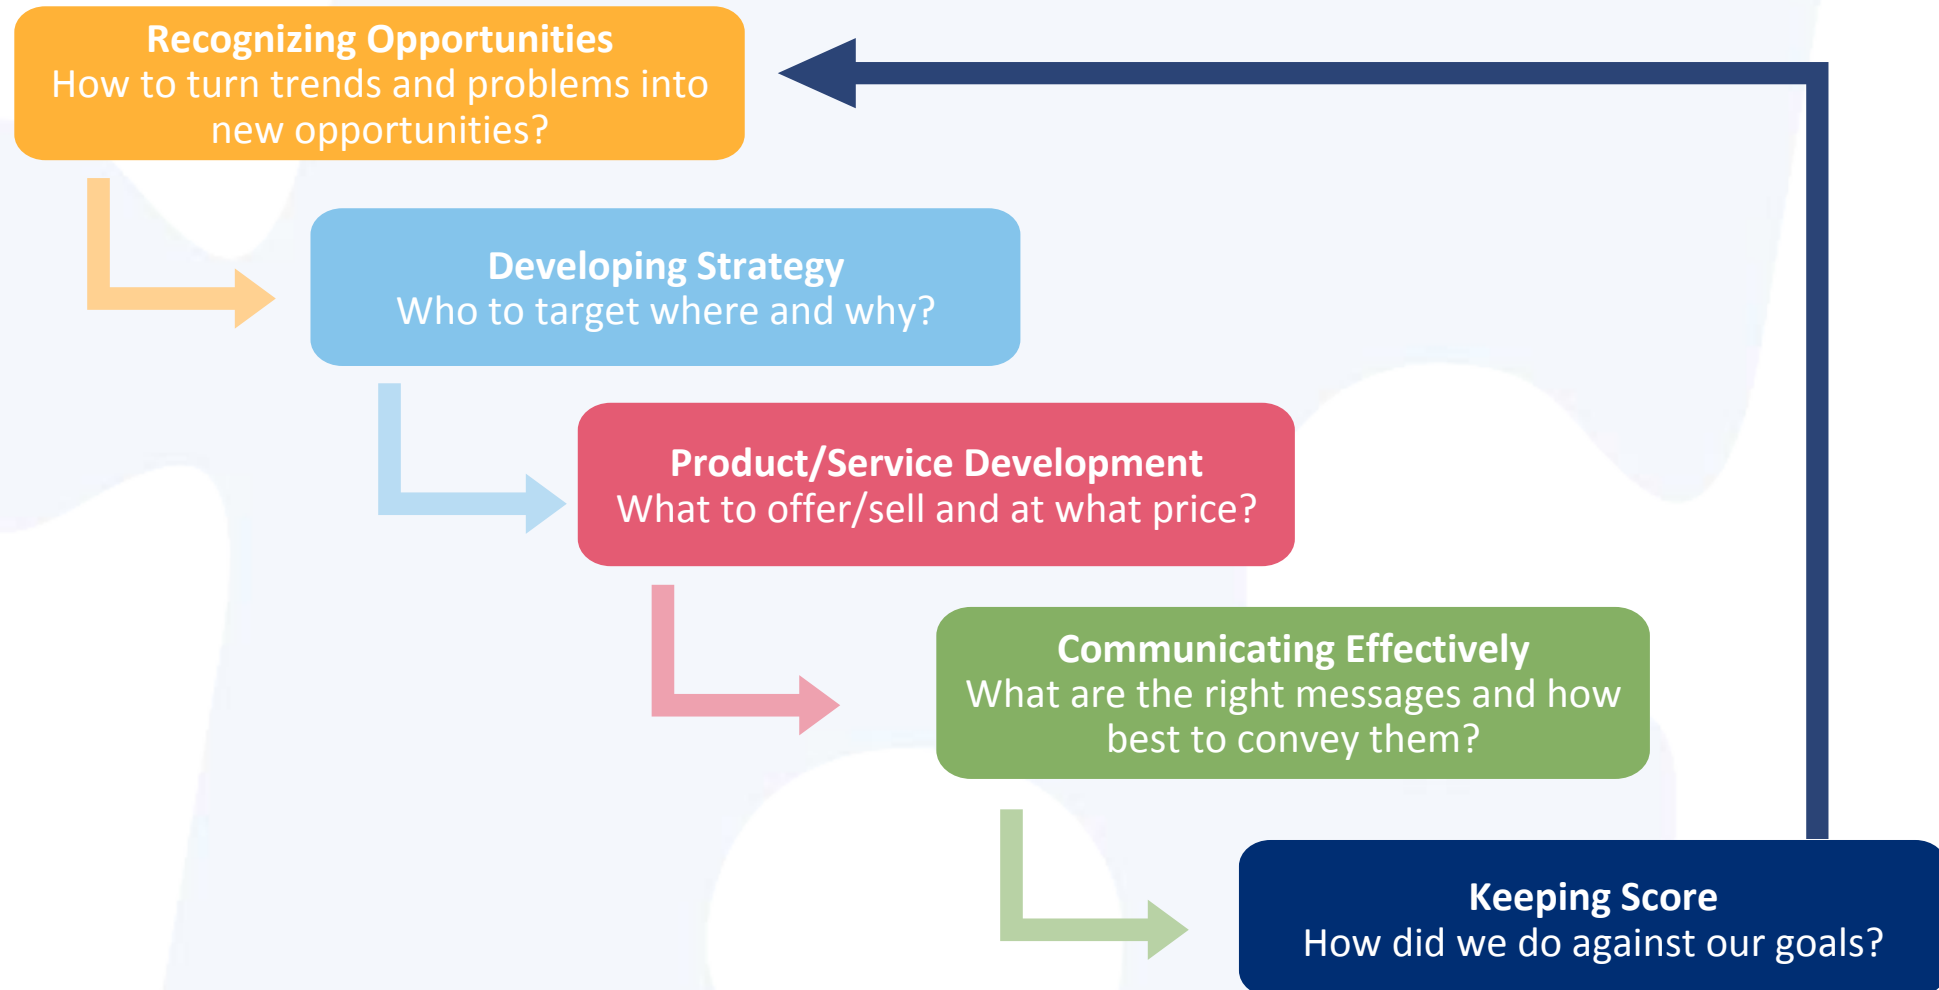 Recognizing Opportunities
How to turn trends and problems into
new opportunities?
Developing Strategy
Who to target where and why?
Product/Service Development
What to offer/sell and at what price?
Communicating Effectively
What are the right messages and how
best to convey them?
Keeping Score
How did we do against our goals?